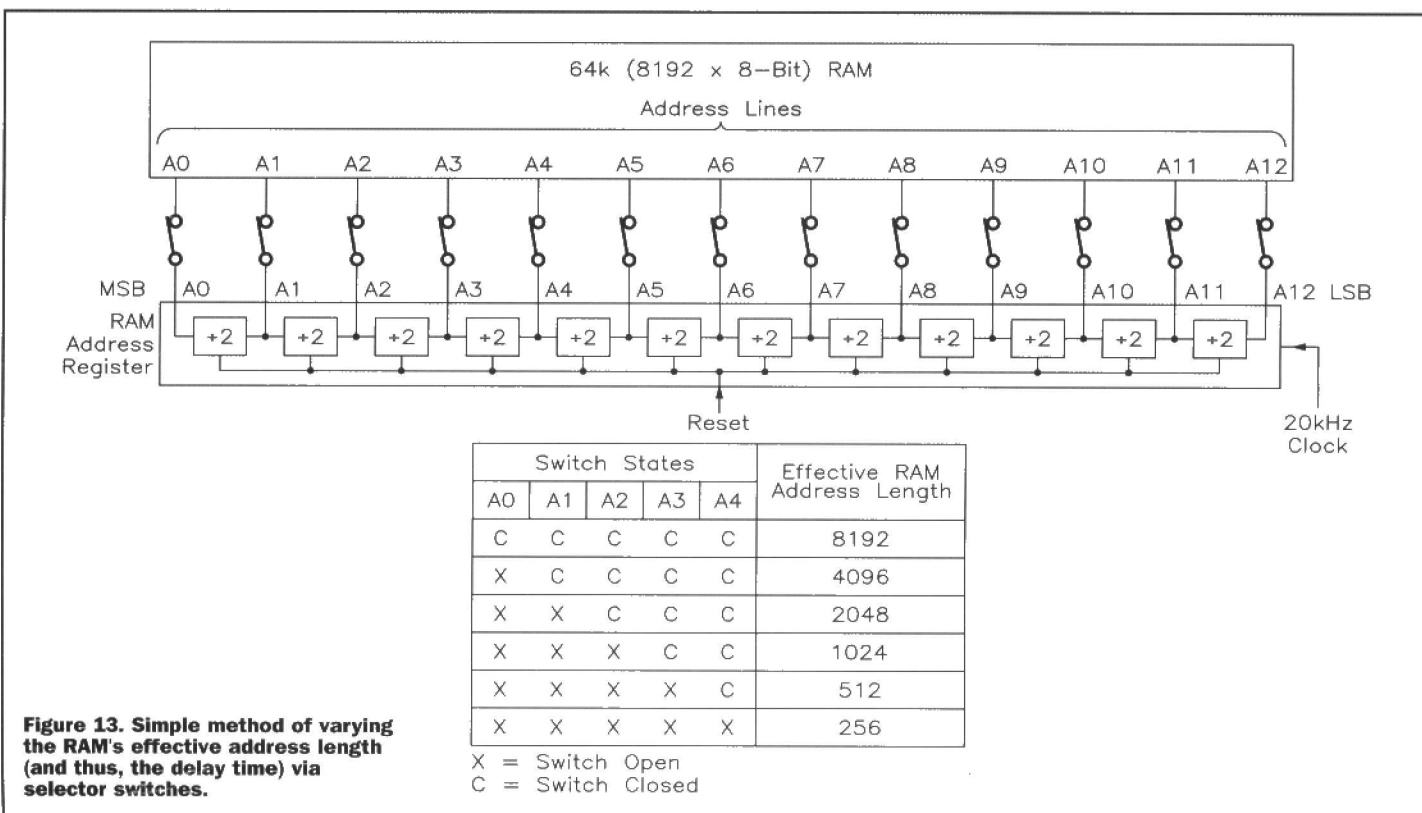 64k (8192 x 8-Bit) RAM
Address Lines
A0 A1 A2 A3 A4 A5 A6 A7 A8 A9 A10 A11 A12
MSB A0 A1 A2 A3 A4 A5 A6 A7 A8 A9 A10 A11 A12 LSB
RAM
Address
Register
+2 +2 +2 +2 +2 +2 +2 +2 +2 +2 +2 +2
Reset
20kHz
Clock
Switch States
Effective RAM
Address Length
A0 A1 A2 A3 A4
C C C C C 8192
X C C C C 4096
X X C C C 2048
X X X C C 1024
X X X X C 512
X X X X X 256
X = Switch Open
C = Switch Closed
Figure 13. Simple method of varying
the RAM's effective address length
(and thus, the delay time) via
selector switches.